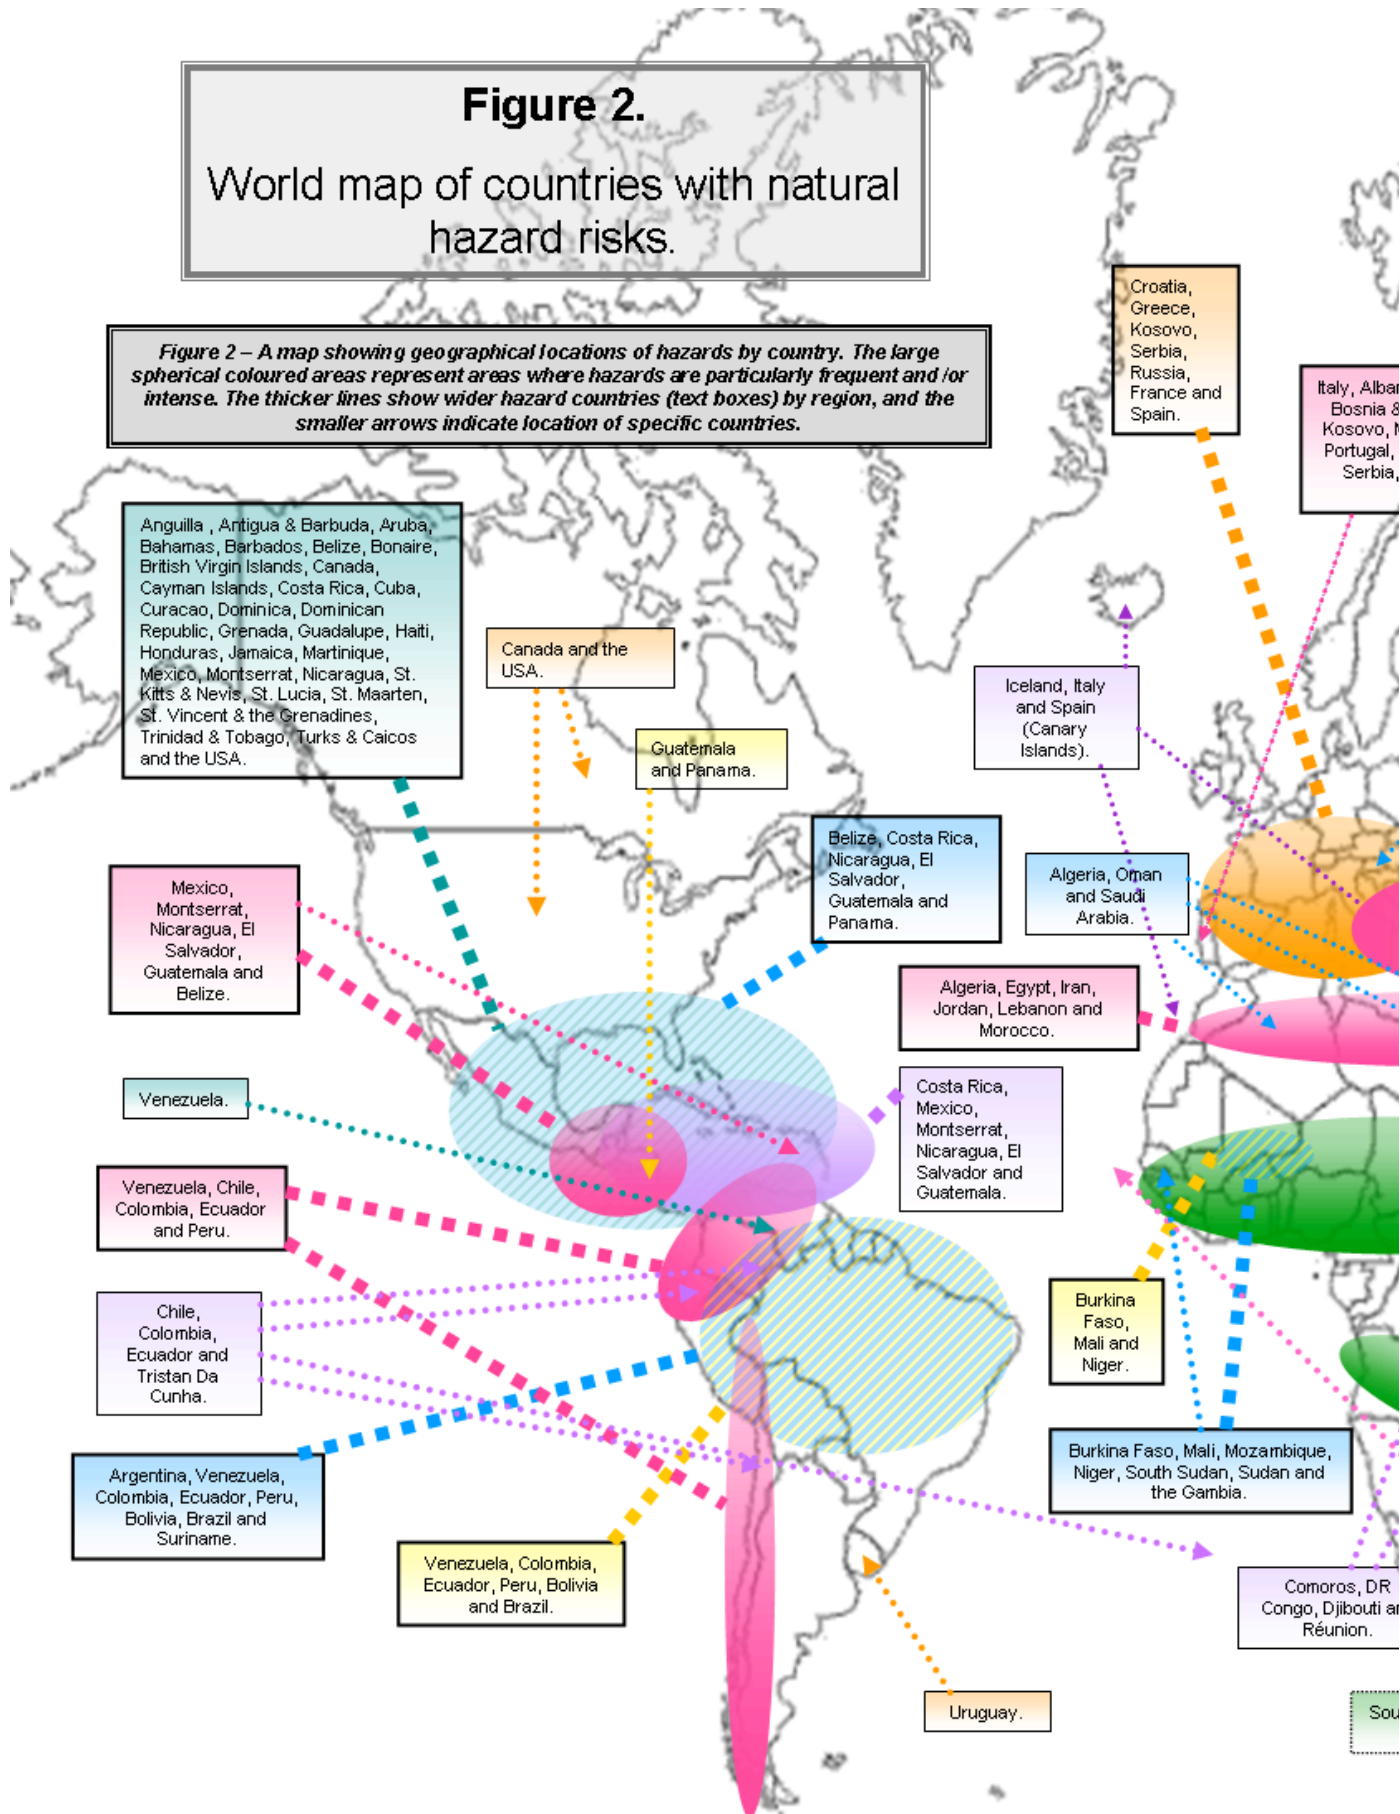 Figure 2.
World map of countries with natural
hazard risks.
Figure 2 – A map showing geographical locations of hazards by country. The large
spherical coloured areas represent areas where hazards are particularly frequent and /or
intense. The thicker lines show wider hazard countries (text boxes) by region, and the
smaller arrows indicate location of specific countries.
Croatia,
Greece,
Kosovo,
Serbia,
Russia,
France and
Spain.
Italy,
Bosnia &
Kosovo,
Portugal,
Serbia,
Anguilla , Antigua & Barbuda, Aruba,
Bahamas, Barbados, Belize, Bonaire,
British Virgin Islands, Canada,
Cayman Islands, Costa Rica, Cuba,
Curacao, Dominica, Dominican
Republic, Grenada, Guadalupe, Haiti,
Honduras, Jamaica, Martinique,
Mexico, Montserrat, Nicaragua, St.
Kitts & Nevis, St. Lucia, St. Maarten,
St. Vincent & the Grenadines,
Trinidad & Tobago, Turks & Caicos
and the USA.
Canada and the
USA.
Guatemala
and Panama.
Iceland, Italy
and Spain
(Canary
Islands).
Belize, Costa Rica,
Nicaragua, El
Salvador,
Guatemala and
Panama.
Algeria, Oman
and Saudi
Arabia.
Mexico,
Montserrat,
Nicaragua, El
Salvador,
Guatemala and
Belize.
Algeria, Egypt, Iran,
Jordan, Lebanon and
Morocco.
Venezuela.
Costa Rica,
Mexico,
Montserrat,
Nicaragua, El
Salvador and
Guatemala.
Venezuela, Chile,
Colombia, Ecuador
and Peru.
Chile,
Colombia,
Ecuador and
Tristan Da
Cunha.
Burkina
Faso,
Mali and
Niger.
Argentina, Venezuela,
Colombia, Ecuador, Peru,
Bolivia, Brazil and
Suriname.
Burkina Faso, Mali, Mozambique,
Niger, South Sudan, Sudan and
the Gambia.
Venezuela, Colombia,
Ecuador, Peru, Bolivia
and Brazil.
Comoros, DR
Congo, Djibouti
Réunion.
Uruguay.